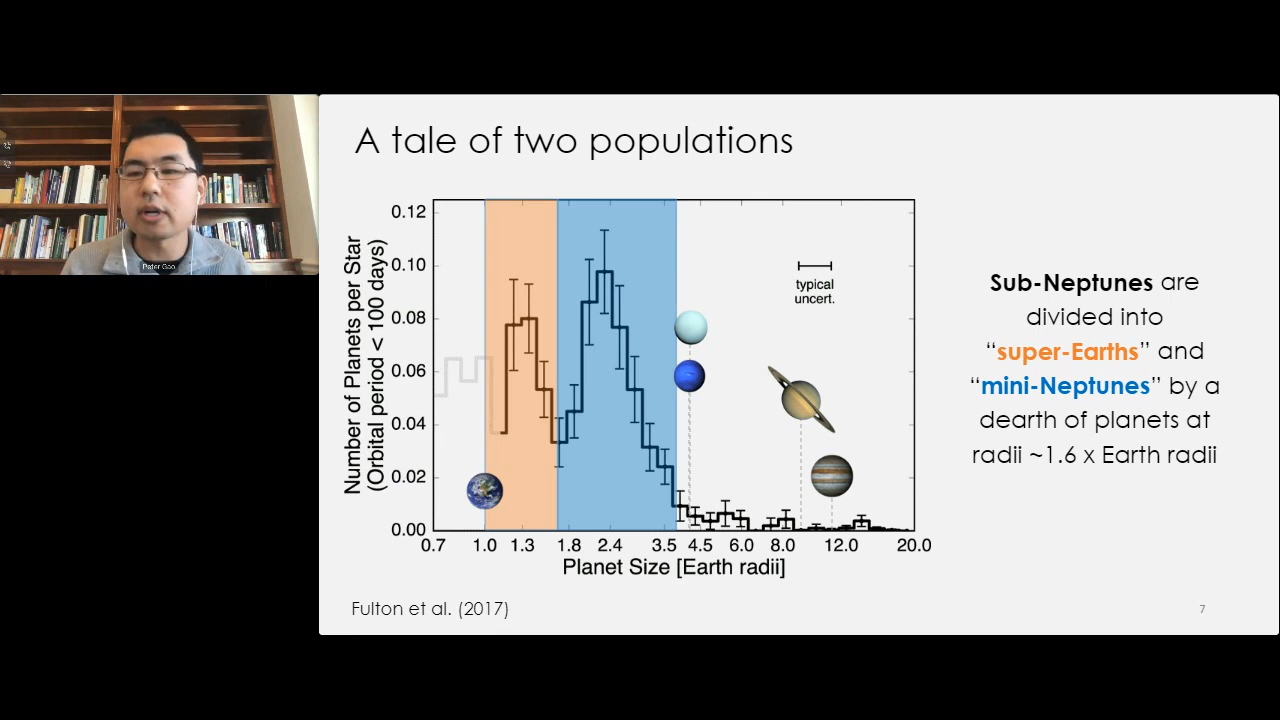 A tale of two populations
Number of Planets per Star
(Orbital period < 100 days)
0.12
0.10
0.08
0.06
0.04
0.02
0.00
typical
uncert.
0.7 1.0 1.3 1.8 2.4 3.5 4.5 6.0 8.0 12.0 20.0
Planet Size [Earth radii]
Sub-Neptunes are
divided into
“super-Earths” and
“mini-Neptunes” by a
dearth of planets at
radii ~1.6 x Earth radii
Fulton et al. (2017)
7
Peter Gao